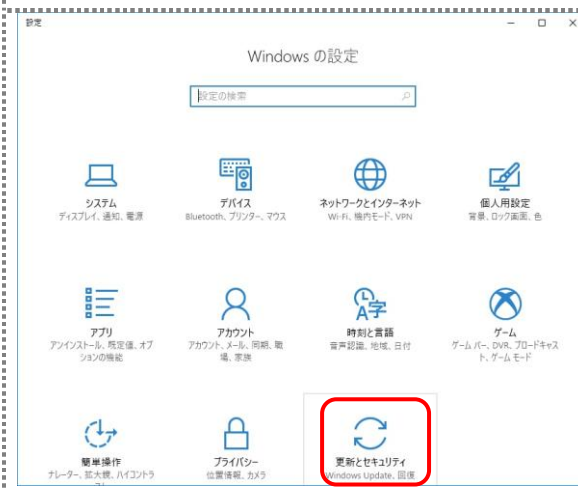 設定
Windows の設定
設定の検索
システム
ディスプレイ、通知、電源
デバイス
Bluetooth、プリンター、マウス
ネットワークとインターネット
Wi-Fi、機内モード、VPN
個人用設定
背景、ロック画面、色
アプリ
アンインストール、既定値、オプ
ションの機能
アカウント
アカウント、メール、同期、職
場、家族
時刻と言語
音声認識、地域、日付
ゲーム
ゲーム バー、DVR、ブロードキャス
ト、ゲーム モード
簡単操作
ナレーター、拡大鏡、ハイコントラ
プライバシー
位置情報、カメラ
更新とセキュリティ
Windows Update、回復